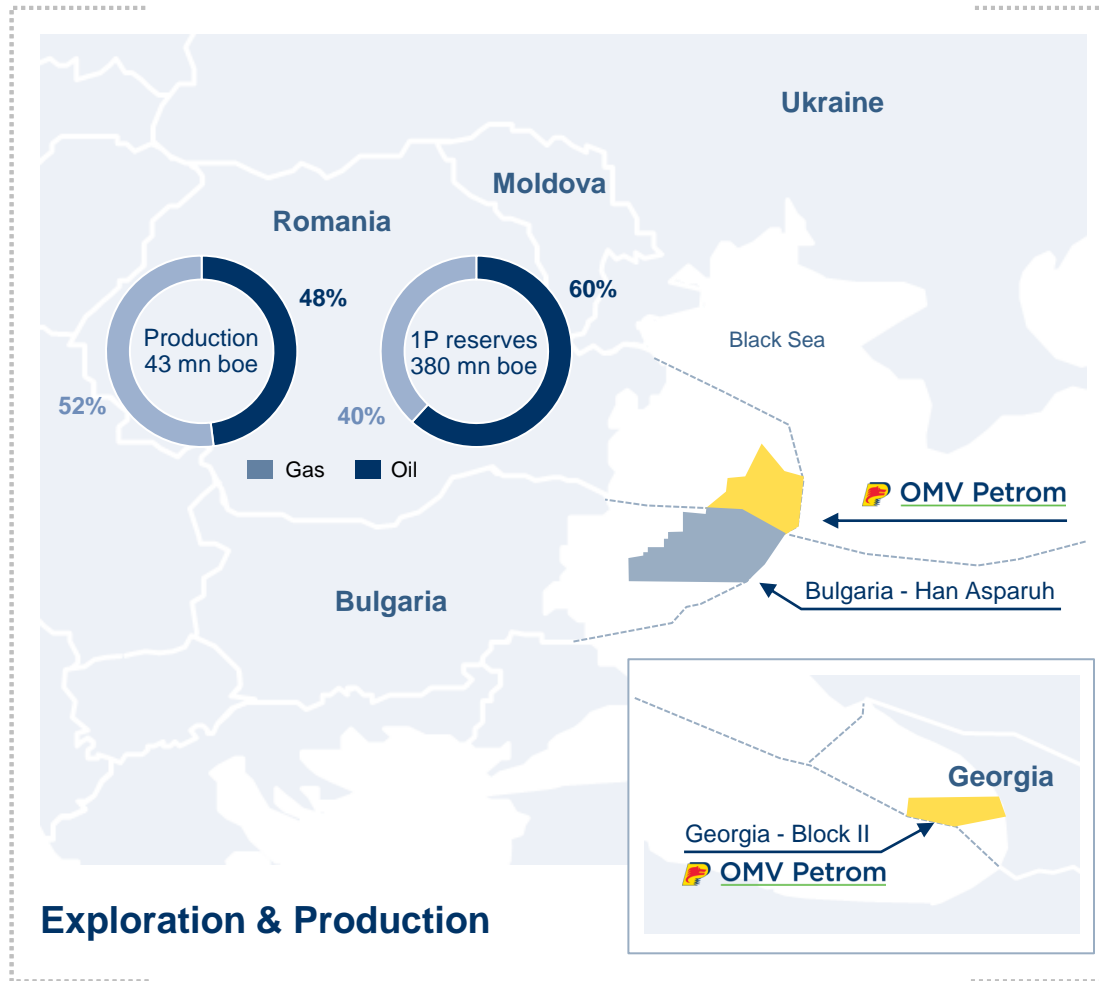 Ukraine
Moldova
Romania
48%
60%
Production
43 mn boe
1P reserves
380 mn boe
Black Sea
52%
40%
Gas
Oil
OMV Petrom
Bulgaria - Han Asparuh
Bulgaria
Georgia
Georgia - Block II
OMV Petrom
Exploration & Production